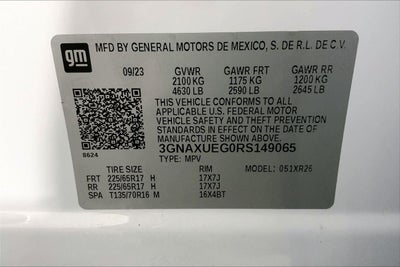 gm MFD BY GENERAL MOTORS DE MEXICO, S. DE R.L. DE C.V.
09/23 GVWR GAWR FRT GAWR RR
2100 KG 1175 KG 1200 KG
4630 LB 2590 LB 2645 LB
THIS VEHICLE CONFORMS TO ALL
APPLICABLE U.S. FEDERAL MOTOR
VEHICLE SAFETY AND THEFT PREVENTION
STANDARDS IN EFFECT ON THE DATE OF
MANUFACTURE SHOWN ABOVE.
3GNAXUEG0RS149065
8624 TYPE: MPV
TIRE SIZE RIM MODEL: 051XR26
FRT 225/65R17 H 17X7J
RR 225/65R17 H 17X7J
SPA T135/70R16 M 16X4BT